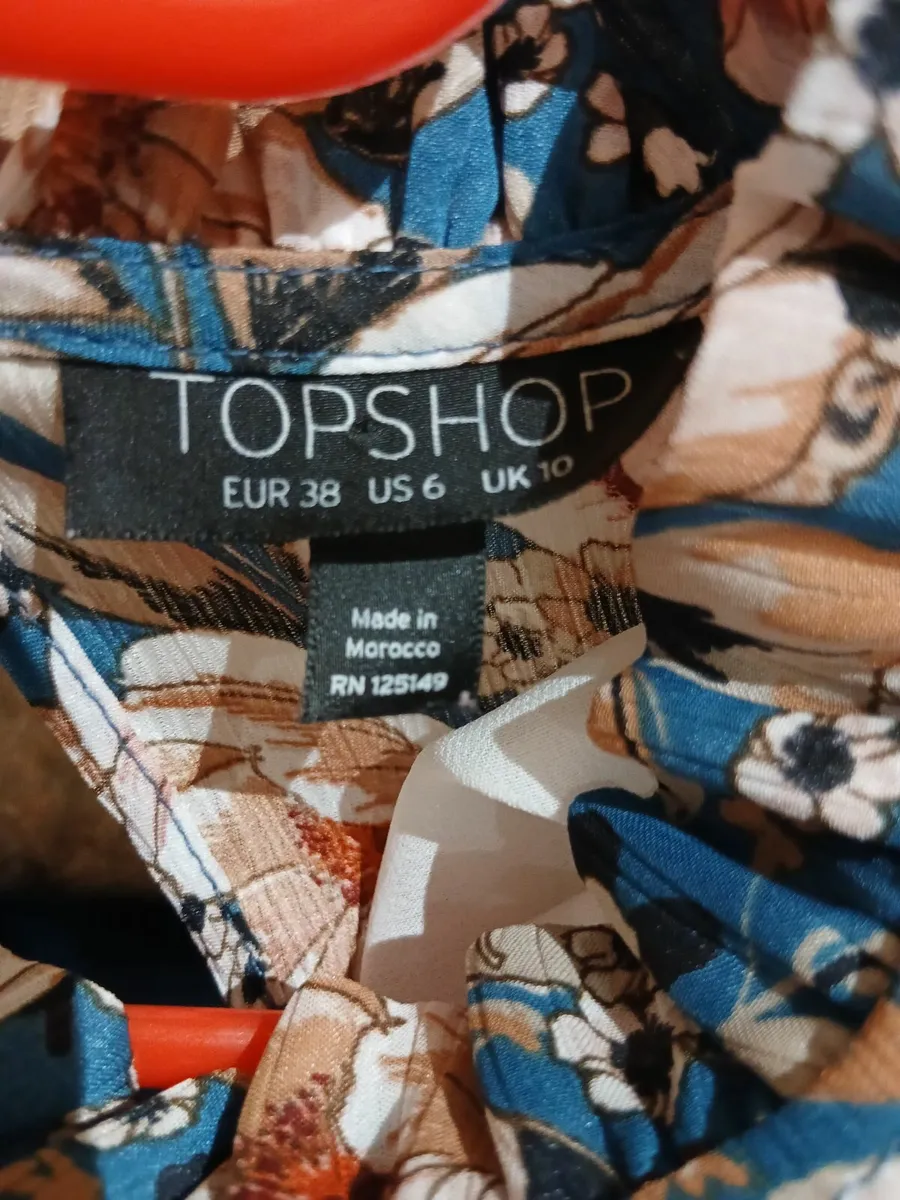 TOPSHOP
EUR 38 US 6 UK 10
Made in
Morocco
RN 125149